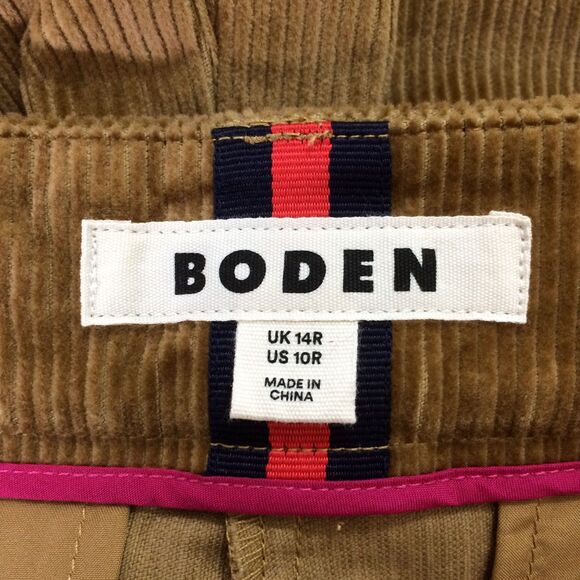 BODEN
UK 14R
US 10R
MADE IN
CHINA